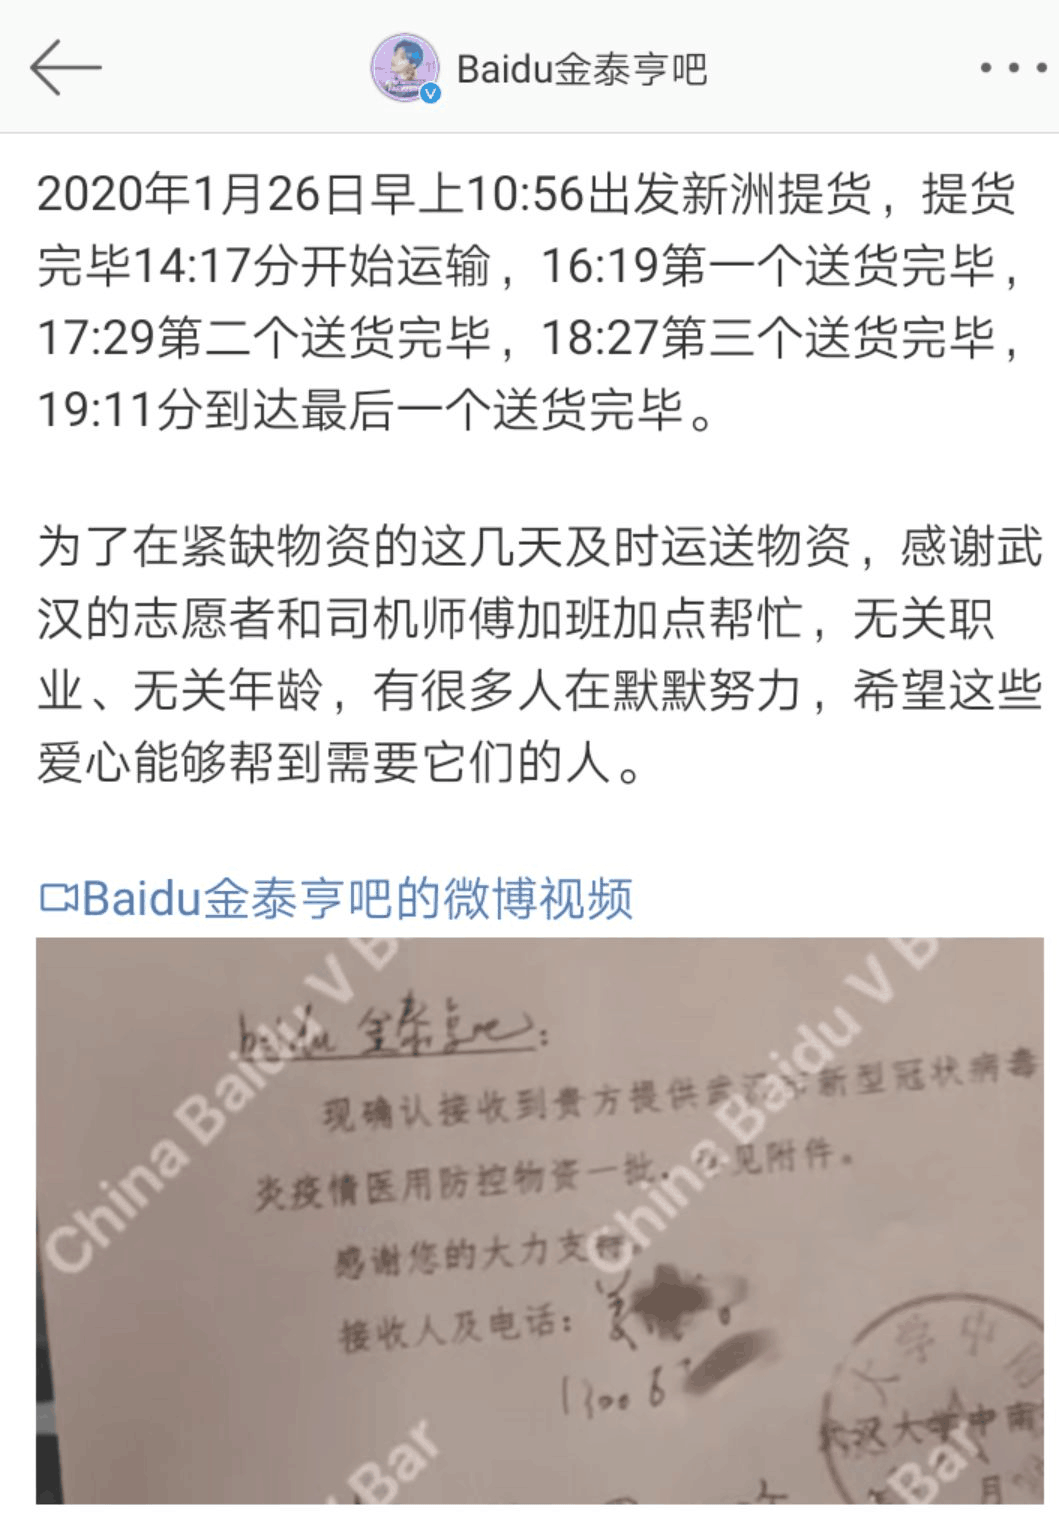 Baidu金泰亨吧
2020年1月26日早上10:56出发新洲提货，提货
完毕14:17分开始运输，16:19第一个送货完毕，
17:29第二个送货完毕，18:27第三个送货完毕，
19:11分到达最后一个送货完毕。
为了在紧缺物资的这几天及时运送物资，感谢武
汉的志愿者和司机师傅加班加点帮忙，无关职
业、无关年龄，有很多人在默默努力，希望这些
爱心能够帮到需要它们的人。
Baidu金泰亨吧的微博视频
baidu 金泰亨吧：
现确认接收到贵方提供武汉市新型冠状病毒
炎疫情医用防控物资一批。见附件。
感谢您的大力支持。
接收人及电话：
武汉大学中南
月
China Baidu V Bar
China Baidu V B
V Bar
Bar